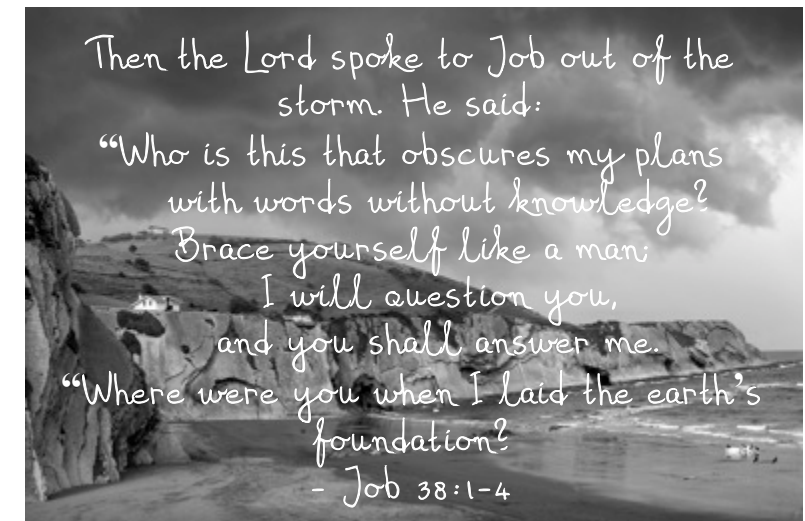 Then the Lord spoke to Job out of the
storm. He said:
“Who is this that obscures my plans
with words without knowledge?
Brace yourself like a man;
I will question you,
and you shall answer me.
“Where were you when I laid the earth’s
foundation?
- Job 38:1-4